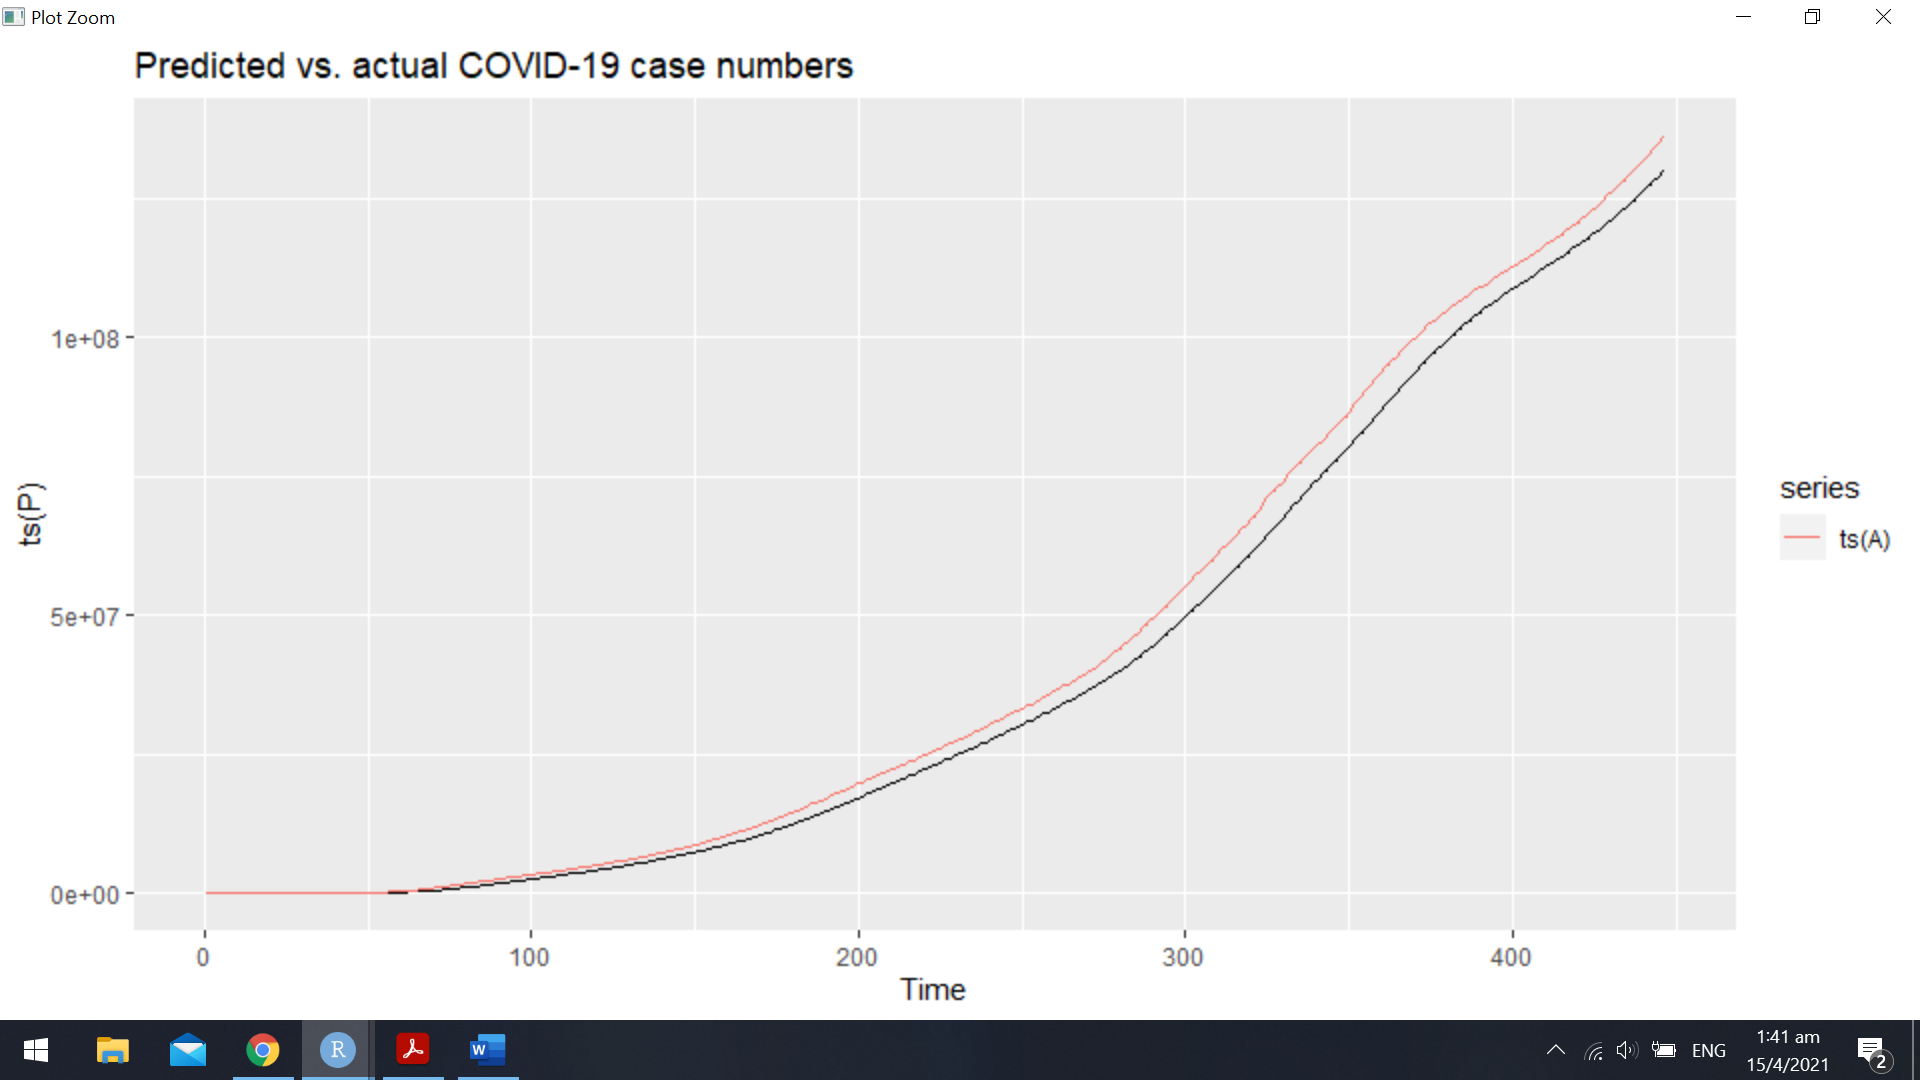 Plot Zoom
Predicted vs. actual COVID-19 case numbers
1e+08
5e+07
0e+00
ts(P)
0 100 200 300 400
Time
series
ts(A)
R
W
ENG
1:41 am
15/4/2021
2